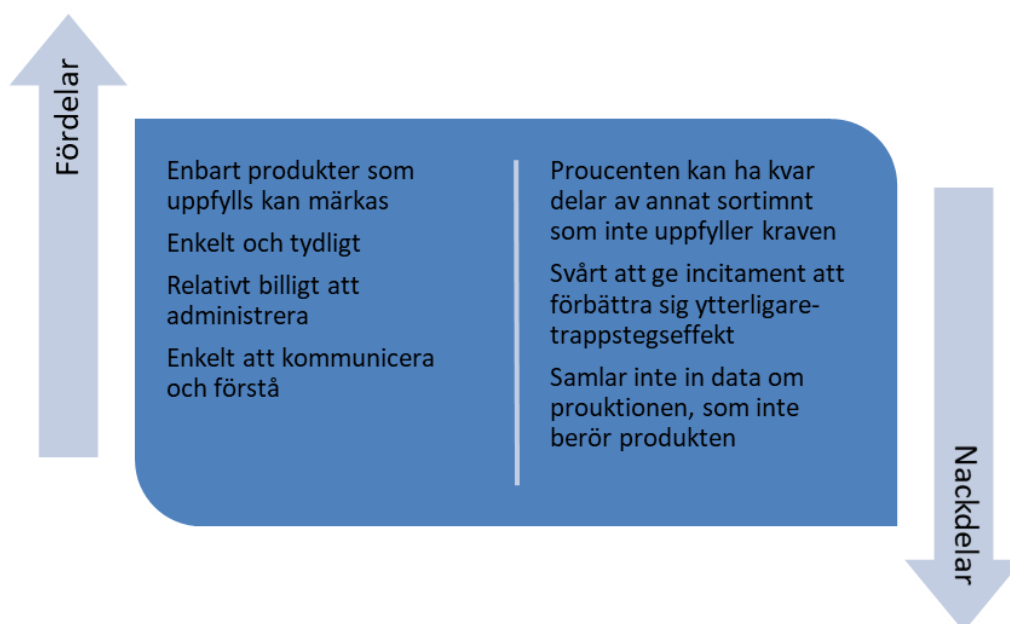 Fördelar
Enbart produkter som
uppfylls kan märkas
Enkelt och tydligt
Relativt billigt att
administrera
Enkelt att kommunicera
och förstå
Proucenten kan ha kvar
delar av annat sortimnt
som inte uppfyller kraven
Svårt att ge incitament att
förbättra sig ytterligare-
trappstegseffekt
Samlar inte in data om
prouktionen, som inte
berör produkten
Nackdelar